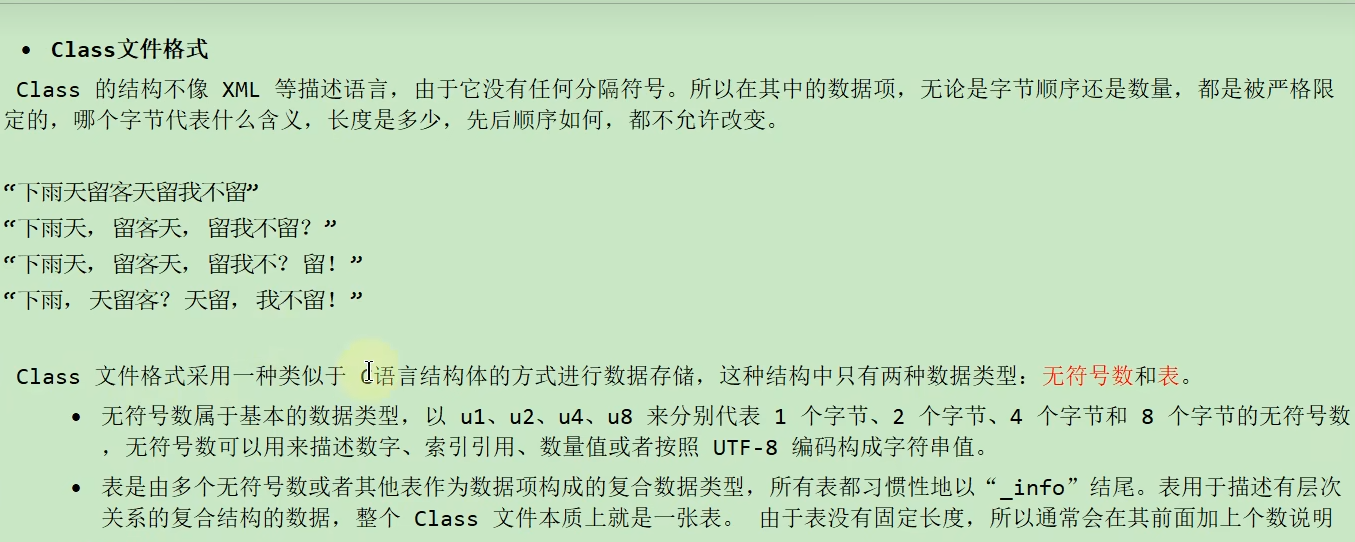 • Class文件格式
Class 的结构不像 XML 等描述语言，由于它没有任何分隔符号。所以在其中的数据项，无论是字节顺序还是数量，都是被严格限
定的，哪个字节代表什么含义，长度是多少，先后顺序如何，都不允许改变。
“下雨天留客天留我不留”
“下雨天， 留客天， 留我不留？”
“下雨天， 留客天， 留我不？留！”
“下雨， 天留客？天留， 我不留！”
Class 文件格式采用一种类似于 C语言结构体的方式进行数据存储，这种结构中只有两种数据类型：无符号数和表。
• 无符号数属于基本的数据类型，以 u1、u2、u4、u8 来分别代表 1 个字节、2 个字节、4 个字节和 8 个字节的无符号数
，无符号数可以用来描述数字、索引引用、数量值或者按照 UTF-8 编码构成字符串值。
• 表是由多个无符号数或者其他表作为数据项构成的复合数据类型，所有表都习惯性地以“_info”结尾。表用于描述有层次
关系的复合结构的数据，整个 Class 文件本质上就是一张表。 由于表没有固定长度，所以通常会在其前面加上个数说明